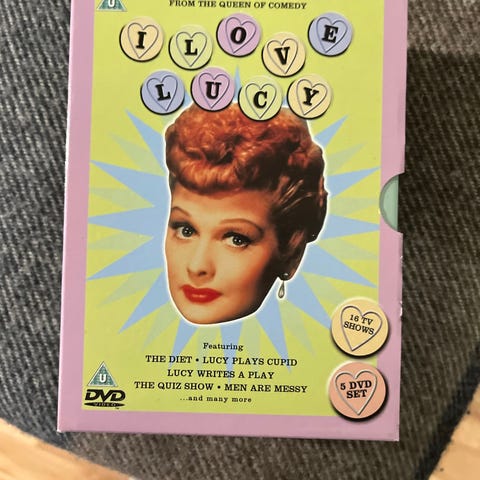 U
FROM THE QUEEN OF COMEDY
I LOVE
LUCY
16 TV
SHOWS
Featuring
THE DIET • LUCY PLAYS CUPID
LUCY WRITES A PLAY
THE QUIZ SHOW • MEN ARE MESSY
...and many more
5 DVD
SET
U
DVD
VIDEO™